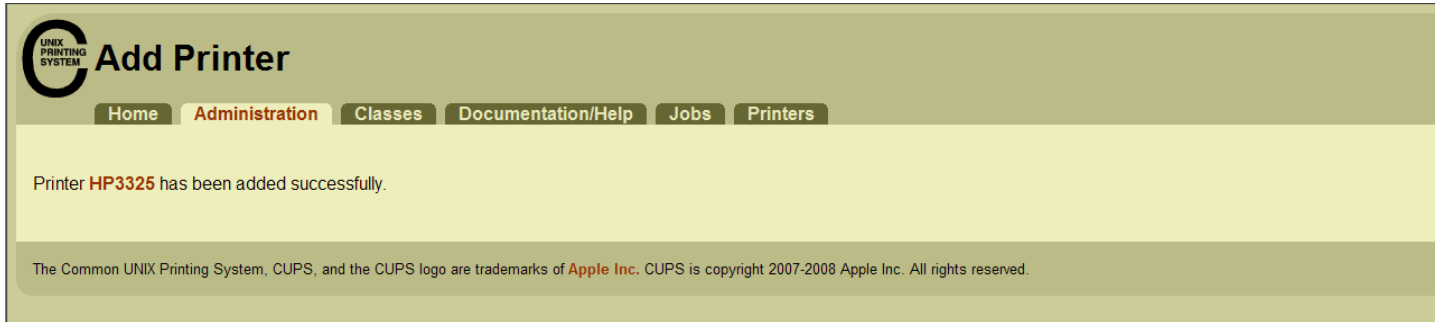 UNIX
PRINTING
SYSTEM
Add Printer
Home Administration Classes Documentation/Help Jobs Printers
Printer HP3325 has been added successfully.
The Common UNIX Printing System, CUPS, and the CUPS logo are trademarks of Apple Inc. CUPS is copyright 2007-2008 Apple Inc. All rights reserved.